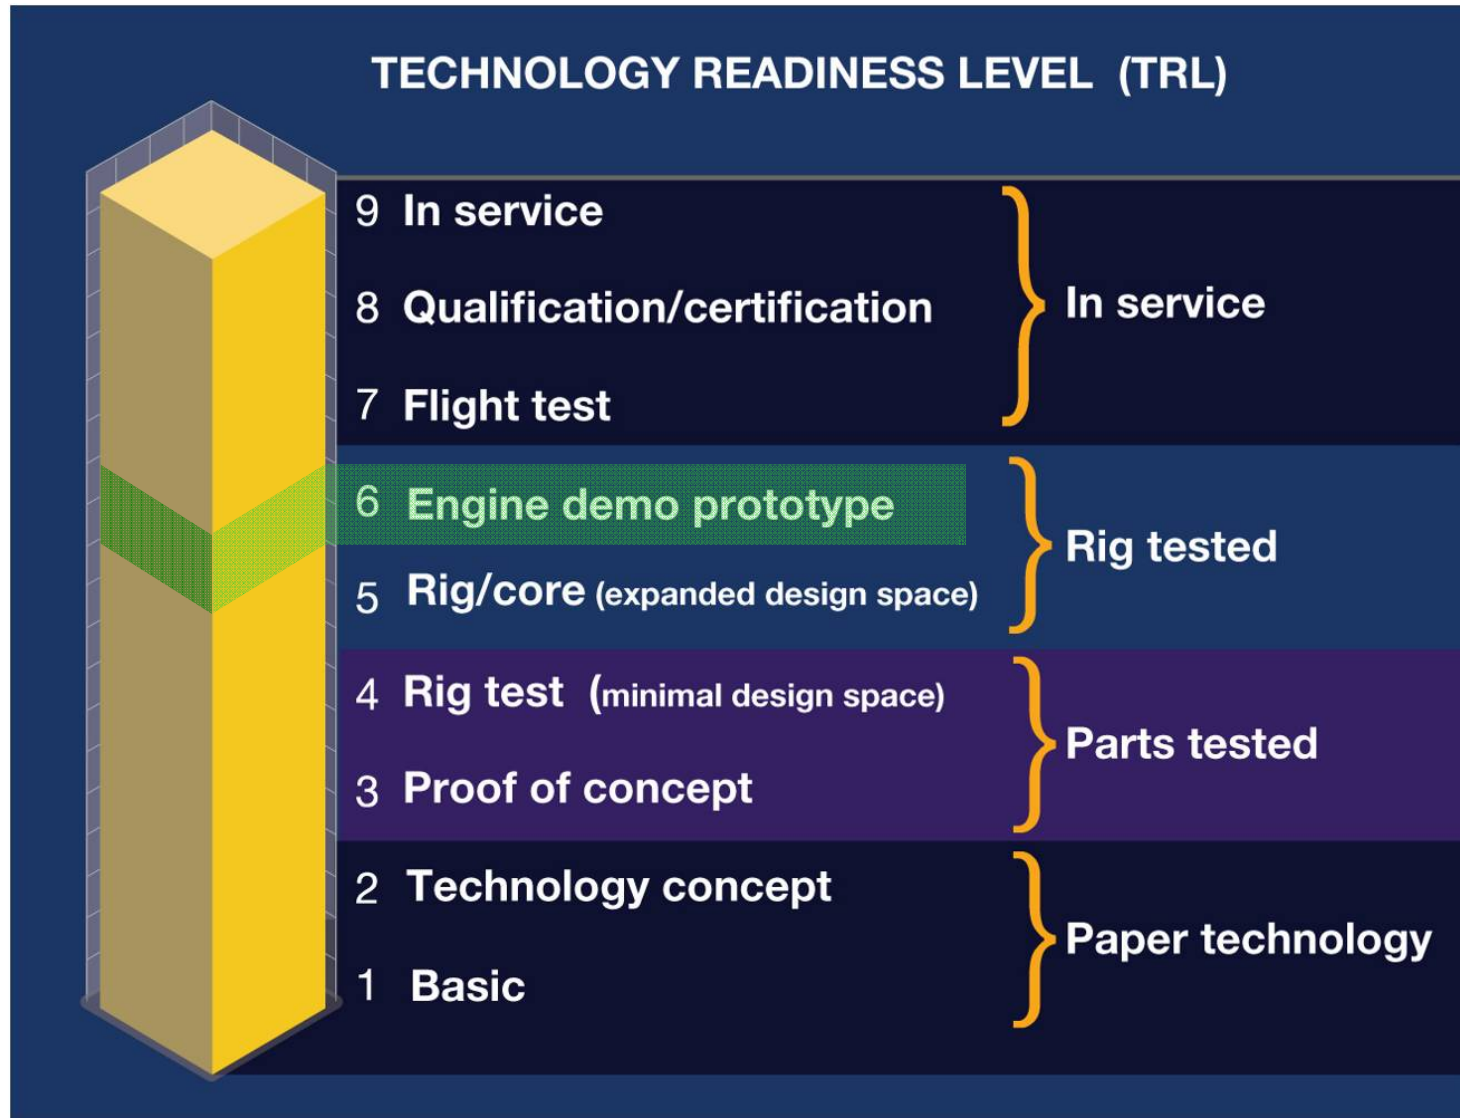 TECHNOLOGY READINESS LEVEL (TRL)
9 In service
8 Qualification/certification
7 Flight test
In service
6 Engine demo prototype
5 Rig/core (expanded design space)
Rig tested
4 Rig test (minimal design space)
3 Proof of concept
Parts tested
2 Technology concept
1 Basic
Paper technology